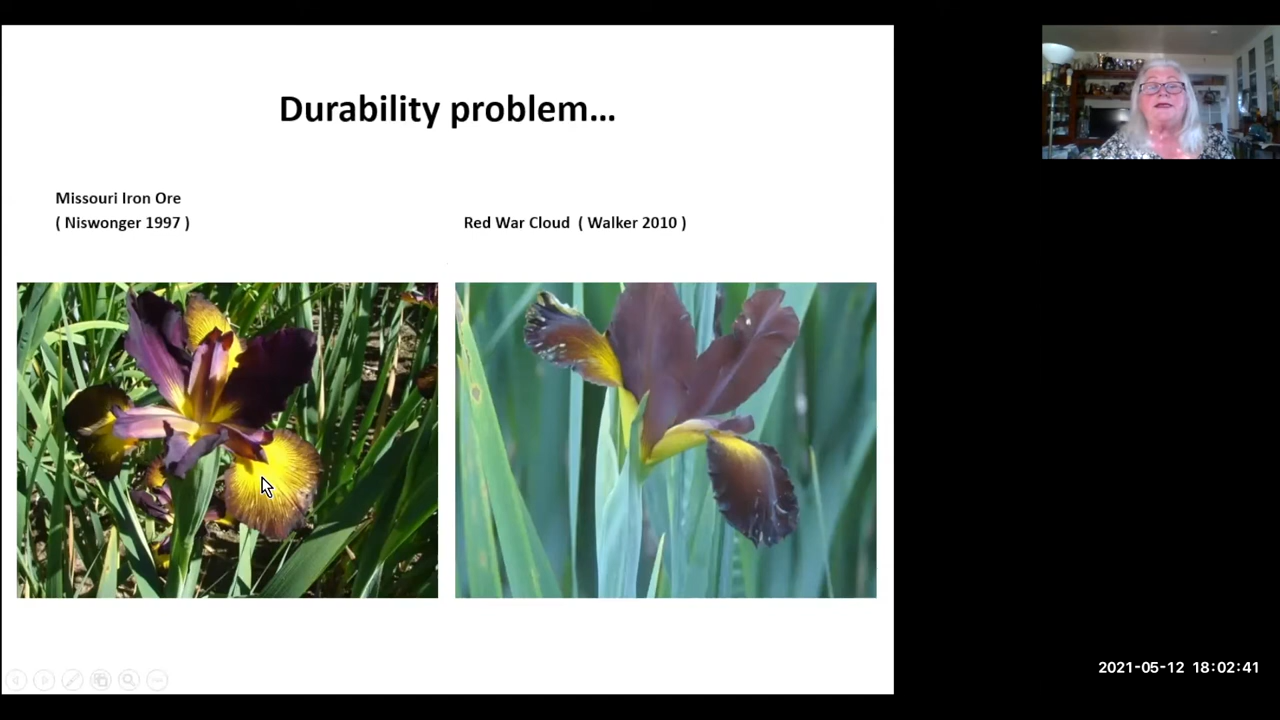 Durability problem...
Missouri Iron Ore
( Niswonger 1997 )
Red War Cloud ( Walker 2010 )
2021-05-12 18:02:41